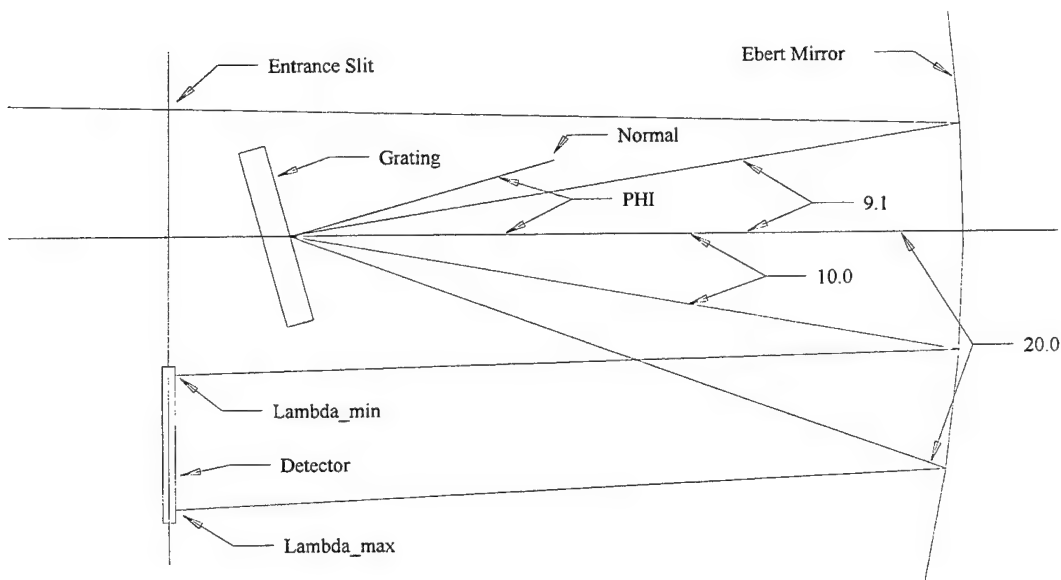 Entrance Slit
Ebert Mirror
Normal
Grating
PHI
9.1
10.0
20.0
Lambda_min
Detector
Lambda_max